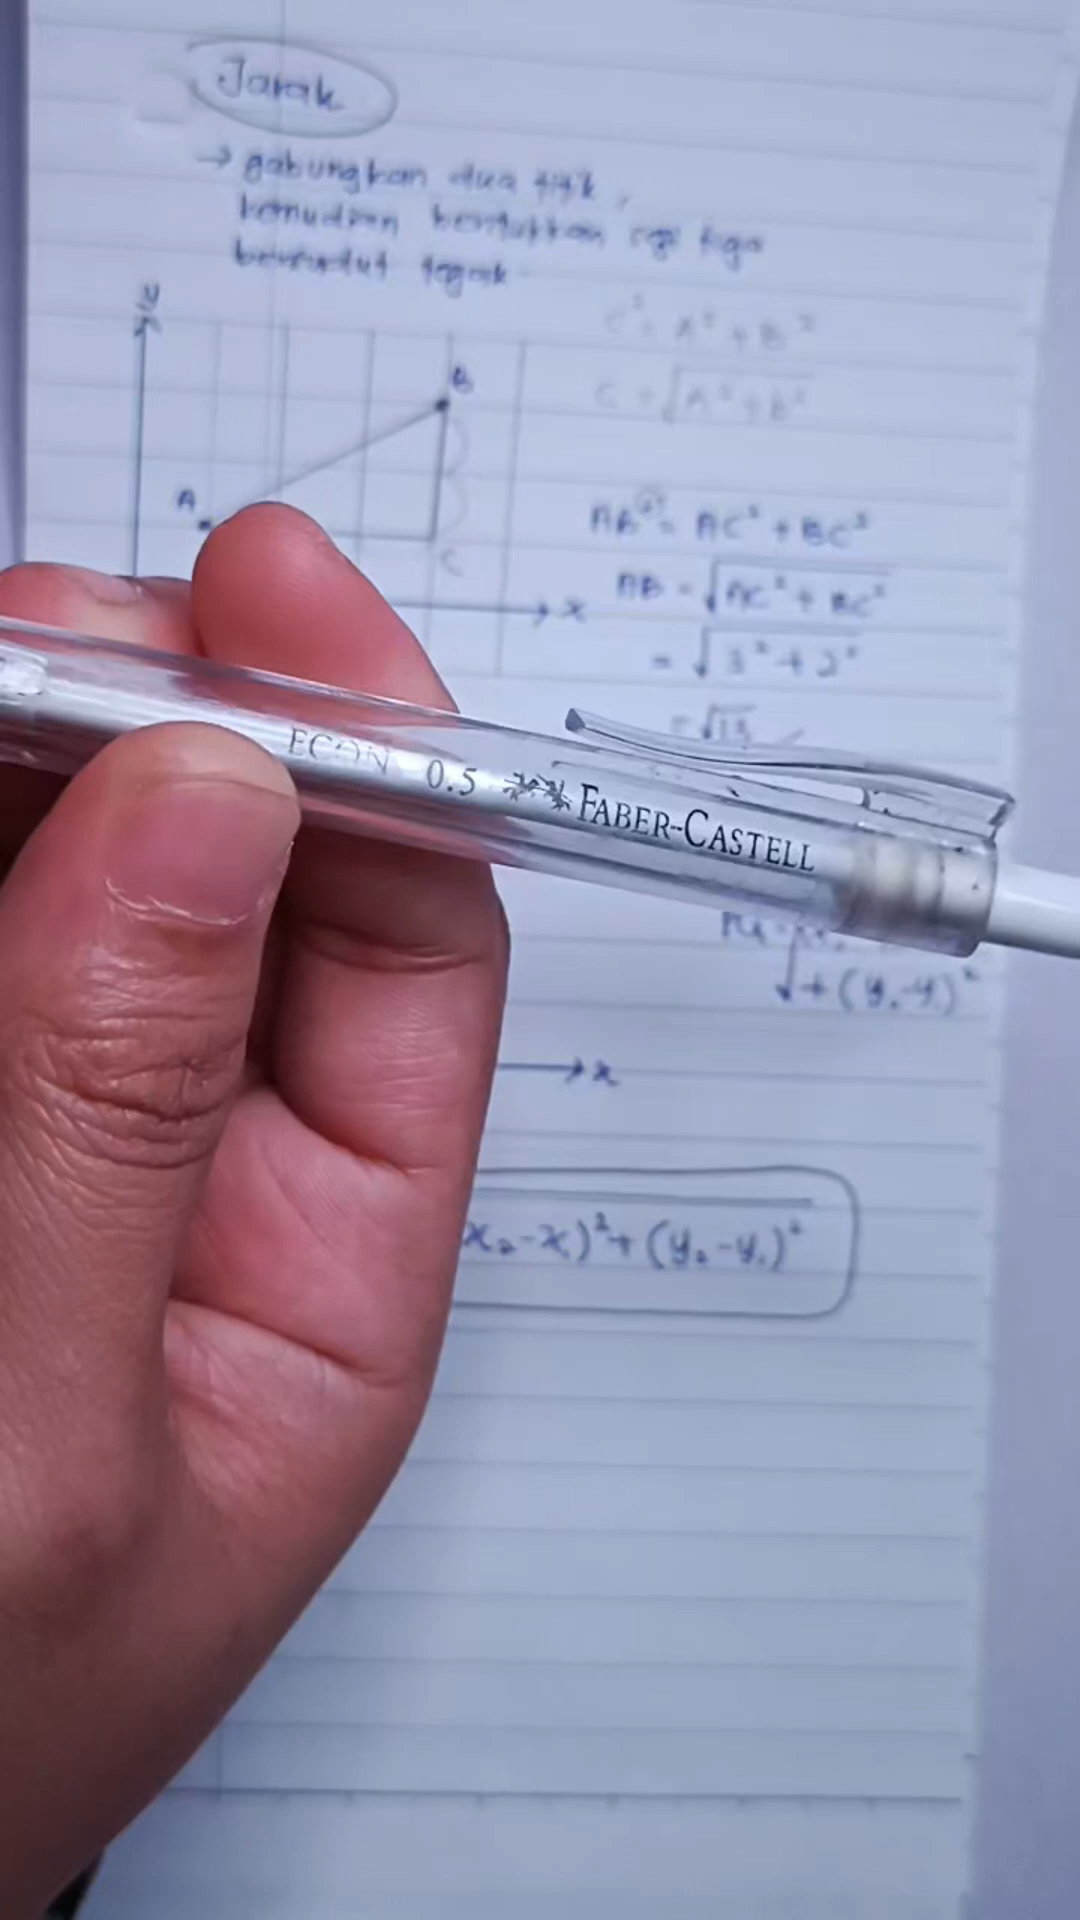 Jarak
→ gabungkan dua titik,
kemudian bentukkan segi tiga
bersudut tegak
y
C² = A² + B²
C = √A² + B²
B
A
AB² = AC² + BC²
C
AB = √AC² + BC²
x
= √3² + 2²
= √13
ECON 0.5 FABER-CASTELL
√+(y₂-y₁)²
x
x₂-x₁)²+(y₂-y₁)²